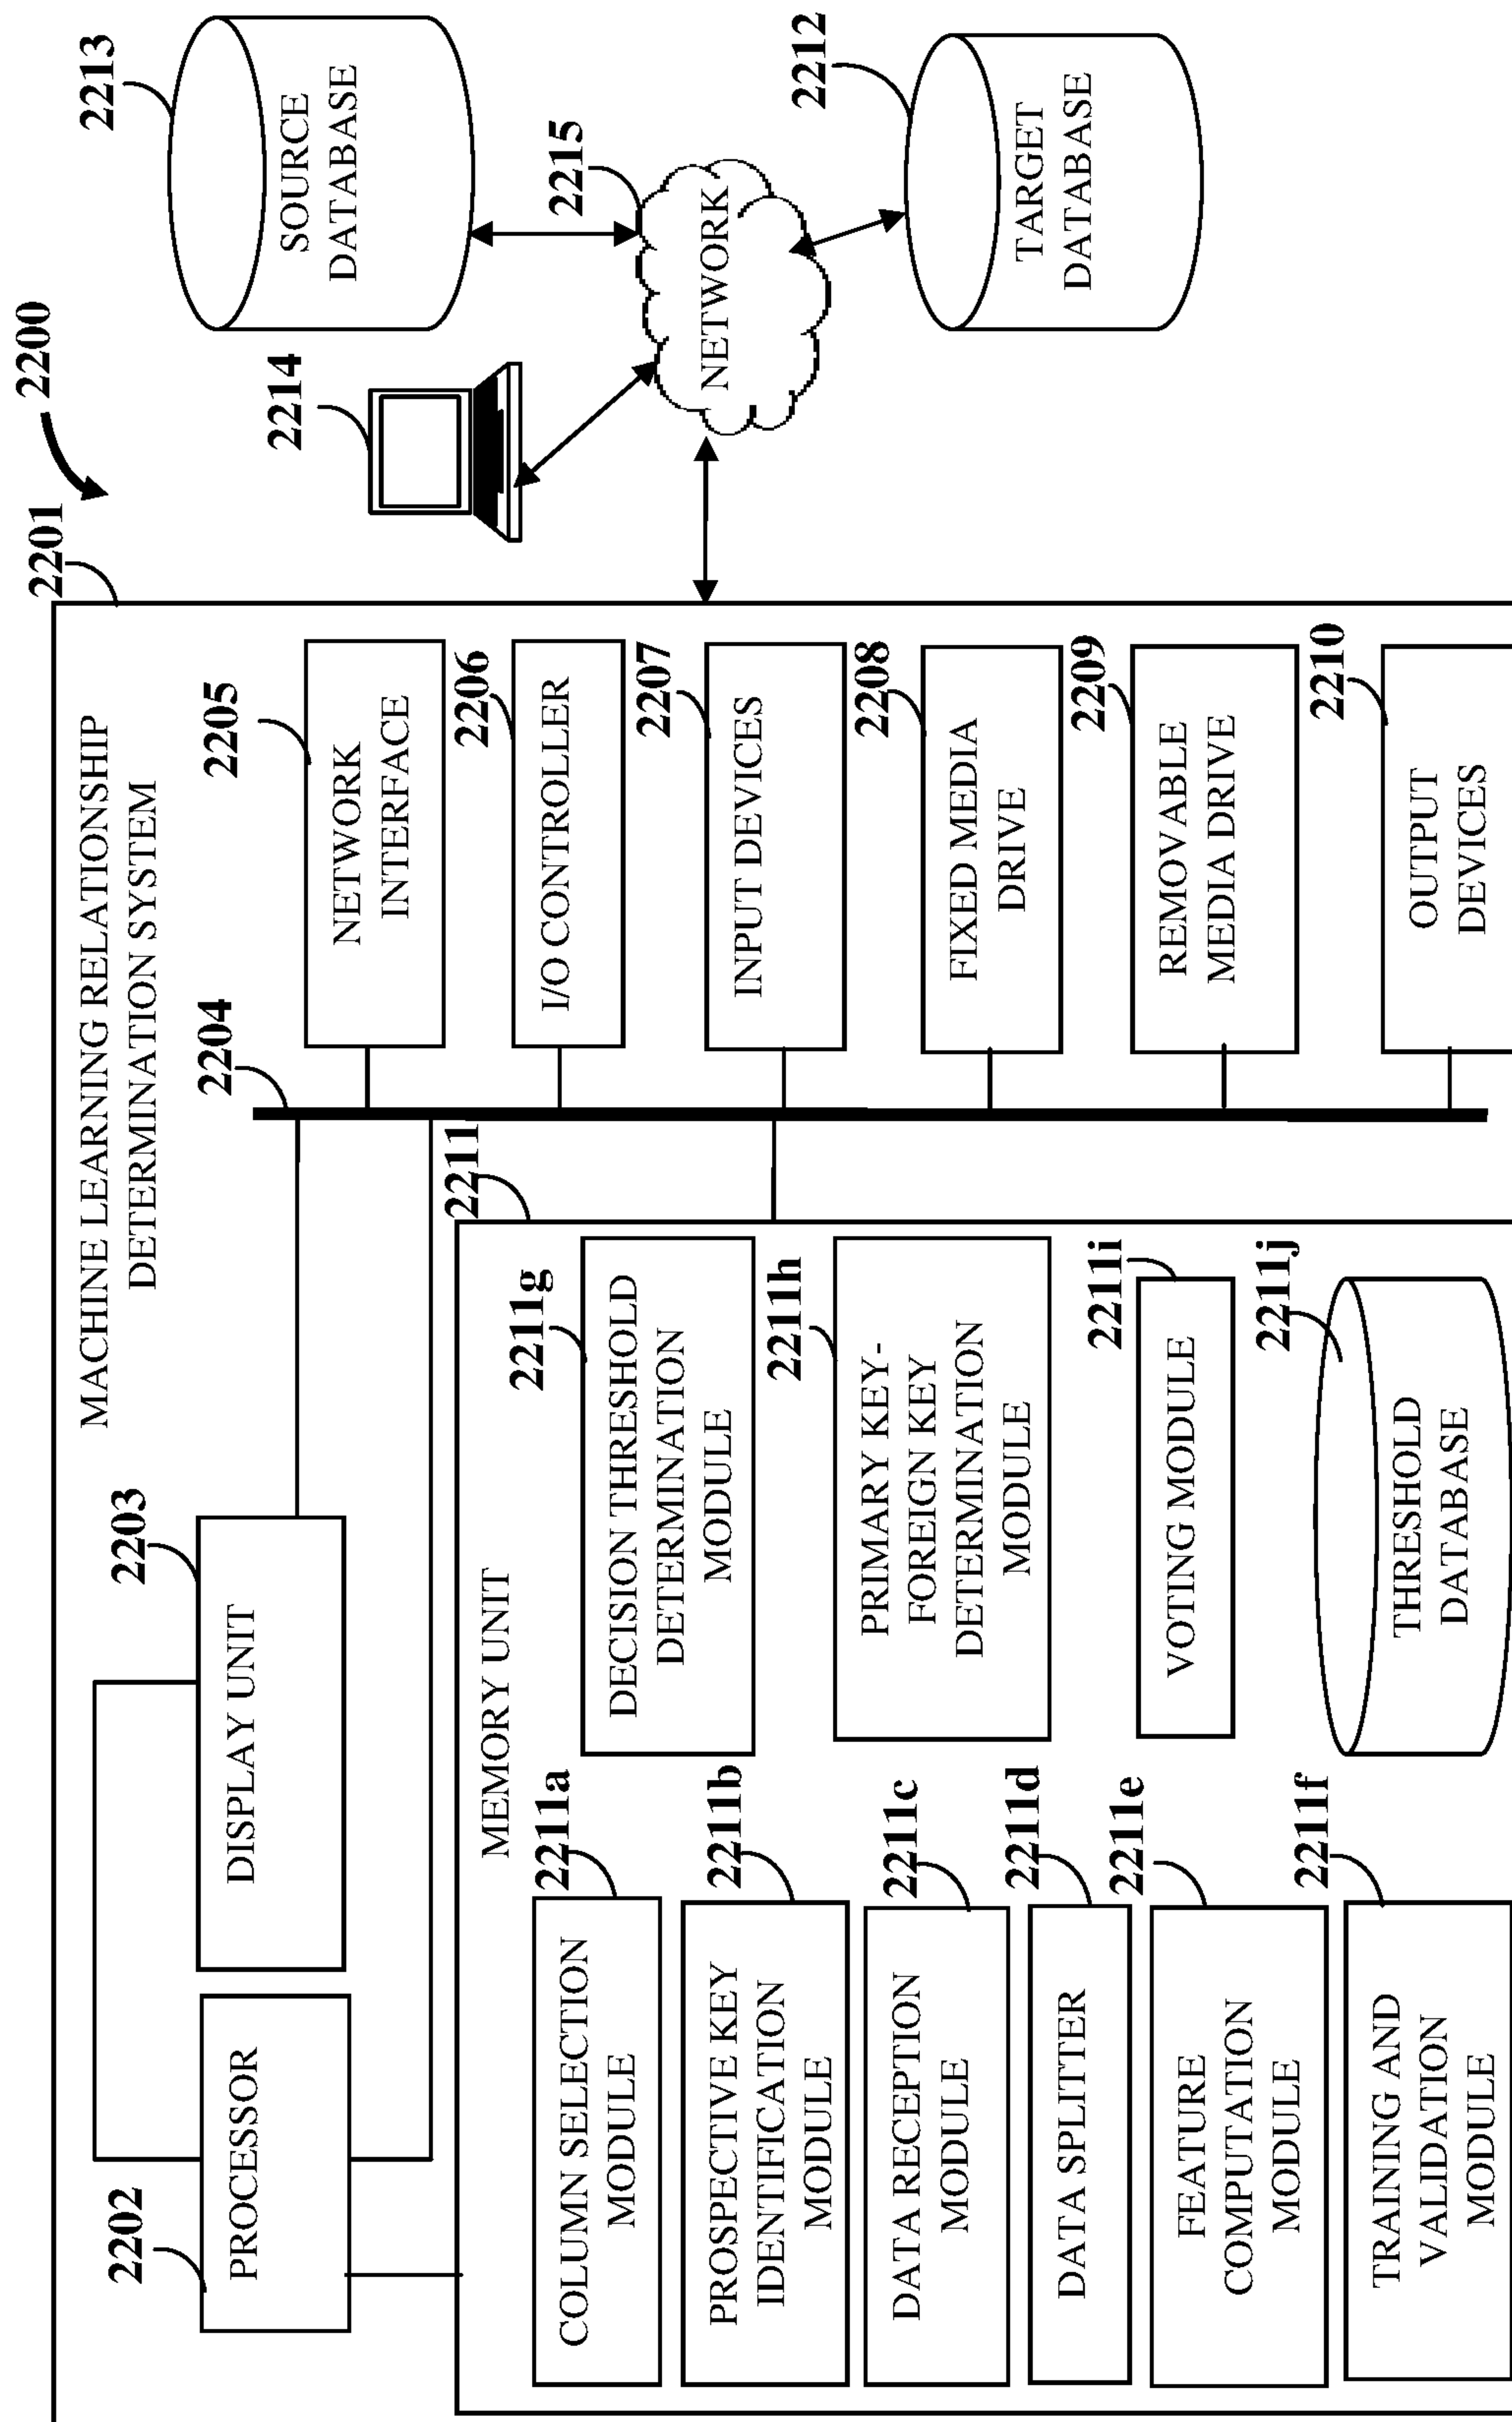 2200
2201
MACHINE LEARNING RELATIONSHIP
DETERMINATION SYSTEM
2202
PROCESSOR
2203
DISPLAY UNIT
2204
2205
NETWORK
INTERFACE
2206
I/O CONTROLLER
2207
INPUT DEVICES
2208
FIXED MEDIA
DRIVE
2209
REMOVABLE
MEDIA DRIVE
2210
OUTPUT
DEVICES
2211
MEMORY UNIT
2211a
COLUMN SELECTION
MODULE
2211b
PROSPECTIVE KEY
IDENTIFICATION
MODULE
2211c
DATA RECEPTION
MODULE
2211d
DATA SPLITTER
2211e
FEATURE
COMPUTATION
MODULE
2211f
TRAINING AND
VALIDATION
MODULE
2211g
DECISION THRESHOLD
DETERMINATION
MODULE
2211h
PRIMARY KEY-
FOREIGN KEY
DETERMINATION
MODULE
2211i
VOTING MODULE
2211j
THRESHOLD
DATABASE
2214
2213
SOURCE
DATABASE
2215
NETWORK
2212
TARGET
DATABASE